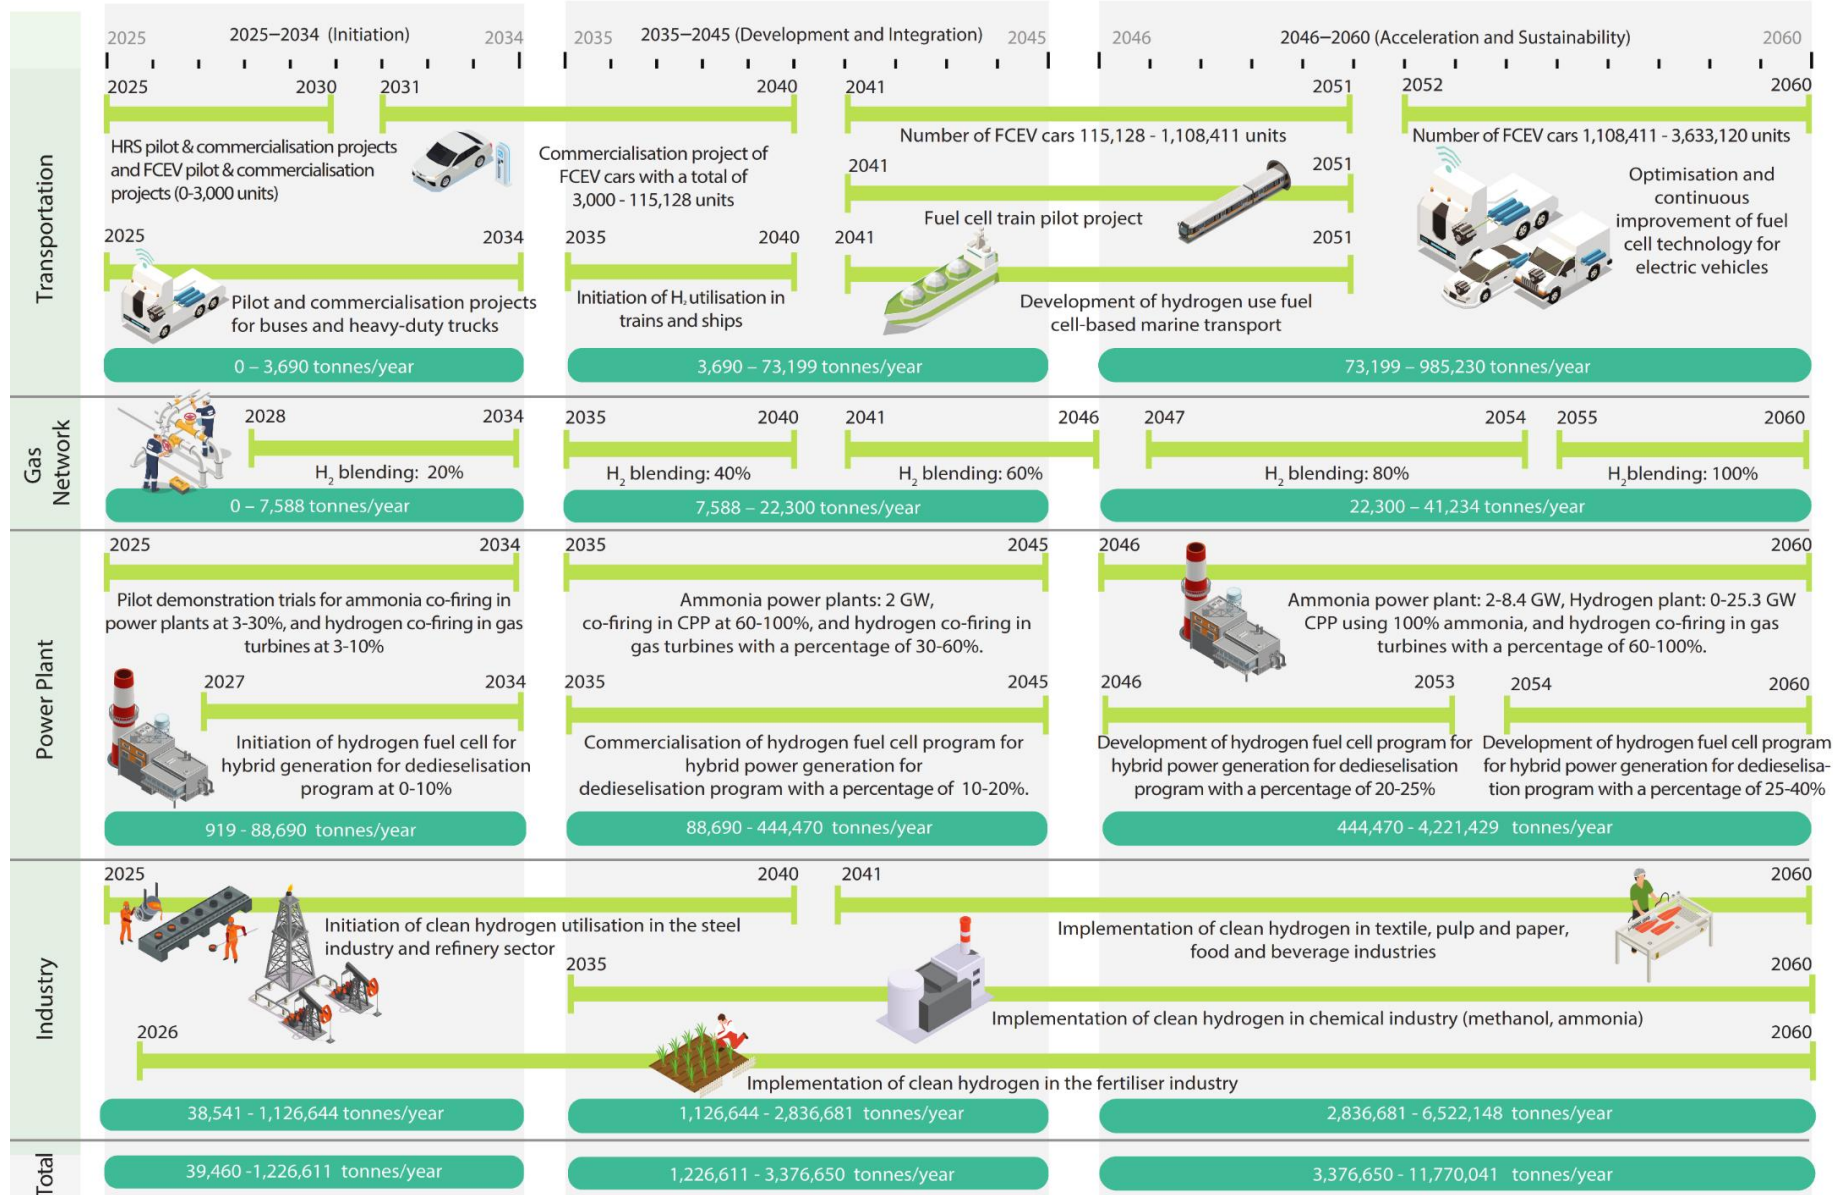 2025
2025–2034 (Initiation)
2034
2035
2035–2045 (Development and Integration)
2045
2046
2046–2060 (Acceleration and Sustainability)
2060
Transportation
2025
2030
2031
2040
2041
2051
2052
2060
HRS pilot & commercialisation projects
and FCEV pilot & commercialisation
projects (0-3,000 units)
Commercialisation project of
FCEV cars with a total of
3,000 - 115,128 units
Number of FCEV cars 115,128 - 1,108,411 units
Number of FCEV cars 1,108,411 - 3,633,120 units
2041
2051
Fuel cell train pilot project
Optimisation and
continuous
improvement of fuel
cell technology for
electric vehicles
2025
2034
2035
2040
2041
2051
Pilot and commercialisation projects
for buses and heavy-duty trucks
Initiation of H₂ utilisation in
trains and ships
Development of hydrogen use fuel
cell-based marine transport
0 – 3,690 tonnes/year
3,690 – 73,199 tonnes/year
73,199 – 985,230 tonnes/year
Gas
Network
2028
2034
2035
2040
2041
2046
2047
2054
2055
2060
H₂ blending: 20%
H₂ blending: 40%
H₂ blending: 60%
H₂ blending: 80%
H₂blending: 100%
0 – 7,588 tonnes/year
7,588 – 22,300 tonnes/year
22,300 – 41,234 tonnes/year
Power Plant
2025
2034
2035
2045
2046
2060
Pilot demonstration trials for ammonia co-firing in
power plants at 3-30%, and hydrogen co-firing in gas
turbines at 3-10%
Ammonia power plants: 2 GW,
co-firing in CPP at 60-100%, and hydrogen co-firing in
gas turbines with a percentage of 30-60%.
Ammonia power plant: 2-8.4 GW, Hydrogen plant: 0-25.3 GW
CPP using 100% ammonia, and hydrogen co-firing in gas
turbines with a percentage of 60-100%.
2027
2034
2035
2045
2046
2053
2054
2060
Initiation of hydrogen fuel cell for
hybrid generation for dedieselisation
program at 0-10%
Commercialisation of hydrogen fuel cell program for
hybrid power generation for
dedieselisation program with a percentage of 10-20%.
Development of hydrogen fuel cell program for
hybrid power generation for dedieselisation
program with a percentage of 20-25%
Development of hydrogen fuel cell program
for hybrid power generation for dedieselisa-
tion program with a percentage of 25-40%
919 - 88,690 tonnes/year
88,690 - 444,470 tonnes/year
444,470 - 4,221,429 tonnes/year
Industry
2025
2040
2041
2060
Initiation of clean hydrogen utilisation in the steel
industry and refinery sector
Implementation of clean hydrogen in textile, pulp and paper,
food and beverage industries
2035
2060
Implementation of clean hydrogen in chemical industry (methanol, ammonia)
2026
2060
Implementation of clean hydrogen in the fertiliser industry
38,541 - 1,126,644 tonnes/year
1,126,644 - 2,836,681 tonnes/year
2,836,681 - 6,522,148 tonnes/year
Total
39,460 -1,226,611 tonnes/year
1,226,611 - 3,376,650 tonnes/year
3,376,650 - 11,770,041 tonnes/year